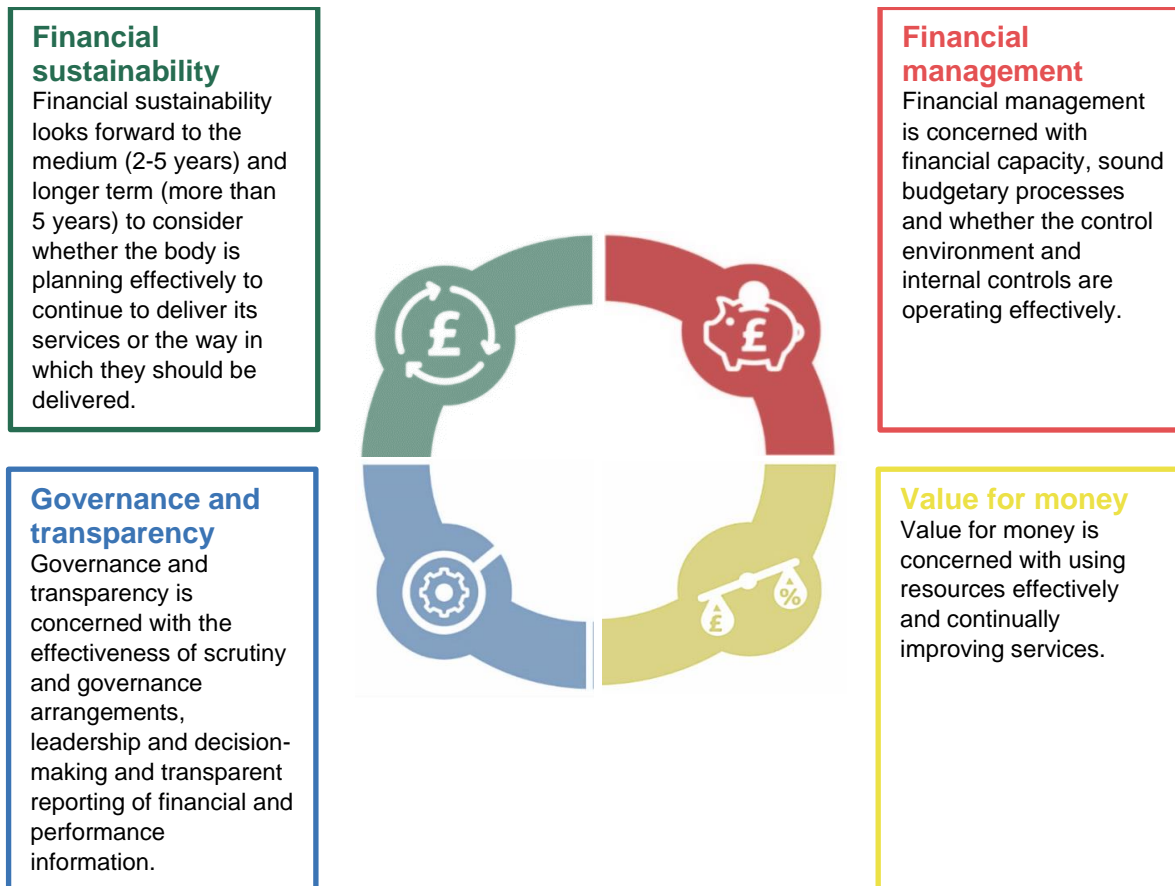 Financial
sustainability
Financial sustainability
looks forward to the
medium (2-5 years) and
longer term (more than
5 years) to consider
whether the body is
planning effectively to
continue to deliver its
services or the way in
which they should be
delivered.
Financial
management
Financial management
is concerned with
financial capacity, sound
budgetary processes
and whether the control
environment and
internal controls are
operating effectively.
£
£
Governance and
transparency
Governance and
transparency is
concerned with the
effectiveness of scrutiny
and governance
arrangements,
leadership and decision-
making and transparent
reporting of financial and
performance
information.
£
%
Value for money
Value for money is
concerned with using
resources effectively
and continually
improving services.